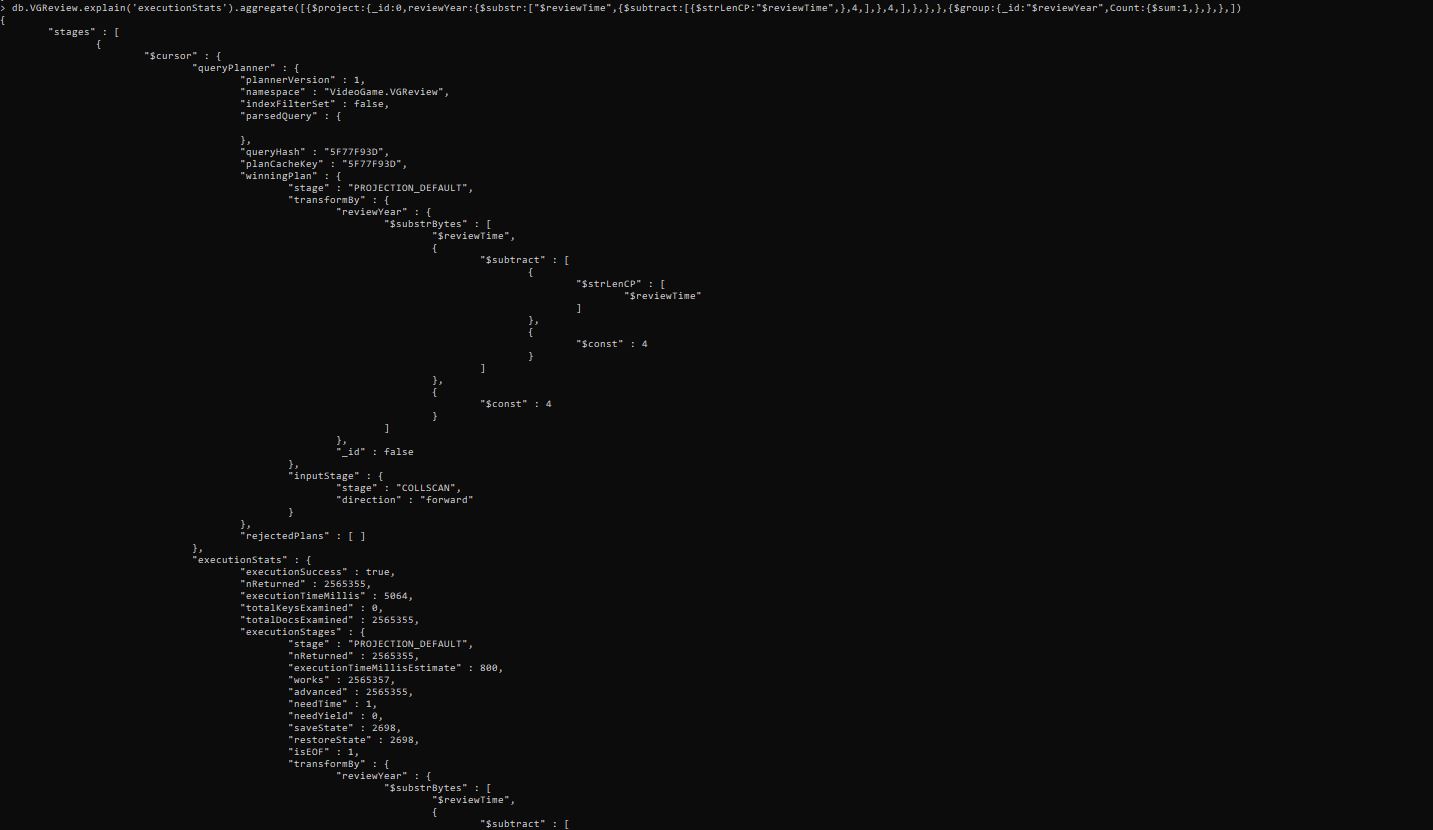 > db.VGReview.explain('executionStats').aggregate([{$project:{_id:0,reviewYear:{$substr:["$reviewTime",{$subtract:[{$strLenCP:"$reviewTime",},4,],},4,],},},},{$group:{_id:"$reviewYear",Count:{$sum:1,},},},])
{
"stages" : [
{
"$cursor" : {
"queryPlanner" : {
"plannerVersion" : 1,
"namespace" : "VideoGame.VGReview",
"indexFilterSet" : false,
"parsedQuery" : {
},
"queryHash" : "5F77F93D",
"planCacheKey" : "5F77F93D",
"winningPlan" : {
"stage" : "PROJECTION_DEFAULT",
"transformBy" : {
"reviewYear" : {
"$substrBytes" : [
"$reviewTime",
{
"$subtract" : [
{
"$strLenCP" : [
"$reviewTime"
]
},
{
"$const" : 4
}
]
},
{
"$const" : 4
}
]
},
"_id" : false
},
"inputStage" : {
"stage" : "COLLSCAN",
"direction" : "forward"
}
},
"rejectedPlans" : [ ]
},
"executionStats" : {
"executionSuccess" : true,
"nReturned" : 2565355,
"executionTimeMillis" : 5064,
"totalKeysExamined" : 0,
"totalDocsExamined" : 2565355,
"executionStages" : {
"stage" : "PROJECTION_DEFAULT",
"nReturned" : 2565355,
"executionTimeMillisEstimate" : 800,
"works" : 2565357,
"advanced" : 2565355,
"needTime" : 1,
"needYield" : 0,
"saveState" : 2698,
"restoreState" : 2698,
"isEOF" : 1,
"transformBy" : {
"reviewYear" : {
"$substrBytes" : [
"$reviewTime",
{
"$subtract" : [